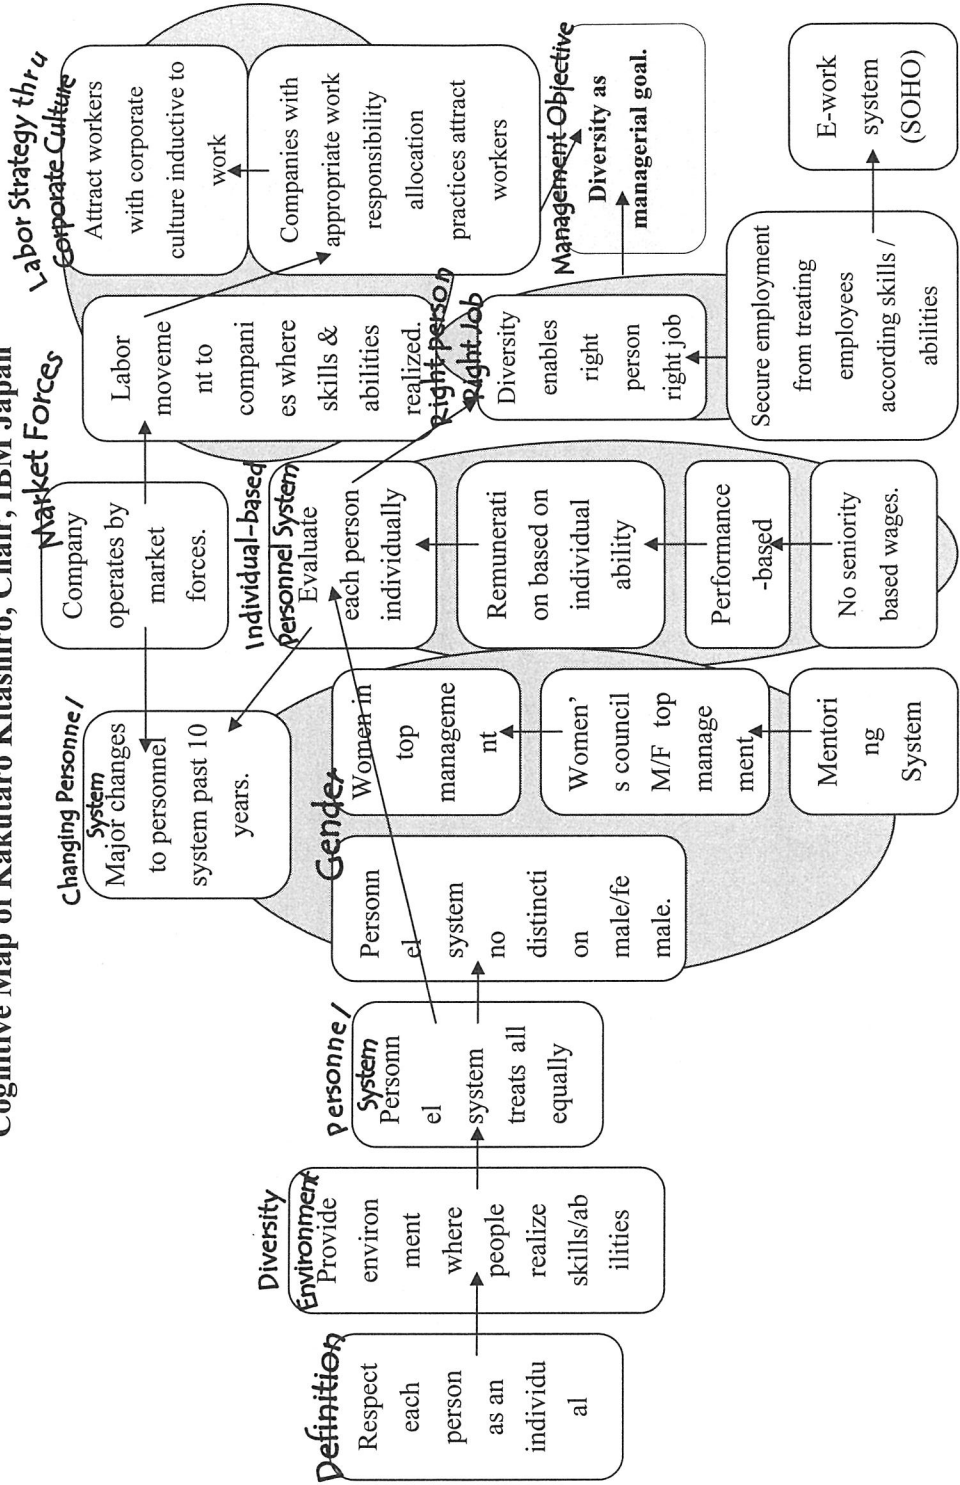 Cognitive Map of Kakutaro Kitashiro, Chair, IBM Japan
Definition
Respect
each
person
as an
individu
al
Diversity
Environment
Provide
environ
ment
where
people
realize
skills/ab
ilities
Personnel
System
Personn
el
system
treats all
equally
Gender
Personn
el
system
no
distincti
on
male/fe
male.
Women in
top
manageme
nt
Women'
s council
M/F top
manage
ment
Mentori
ng
System
Changing Personnel
System
Major changes
to personnel
system past 10
years.
Market Forces
Company
operates by
market
forces.
Individual-based
Personnel System
Evaluate
each person
individually
Remunerati
on based on
individual
ability
Performance
-based
No seniority
based wages.
Labor
moveme
nt to
compani
es where
skills &
abilities
realized.
Right person
Right Job
Diversity
enables
right
person
right job
Secure employment
from treating
employees
according skills /
abilities
Labor Strategy thru
Corporate Culture
Attract workers
with corporate
culture inductive to
work
Companies with
appropriate work
responsibility
allocation
practices attract
workers
Management Objective
Diversity as
managerial goal.
E-work
system
(SOHO)